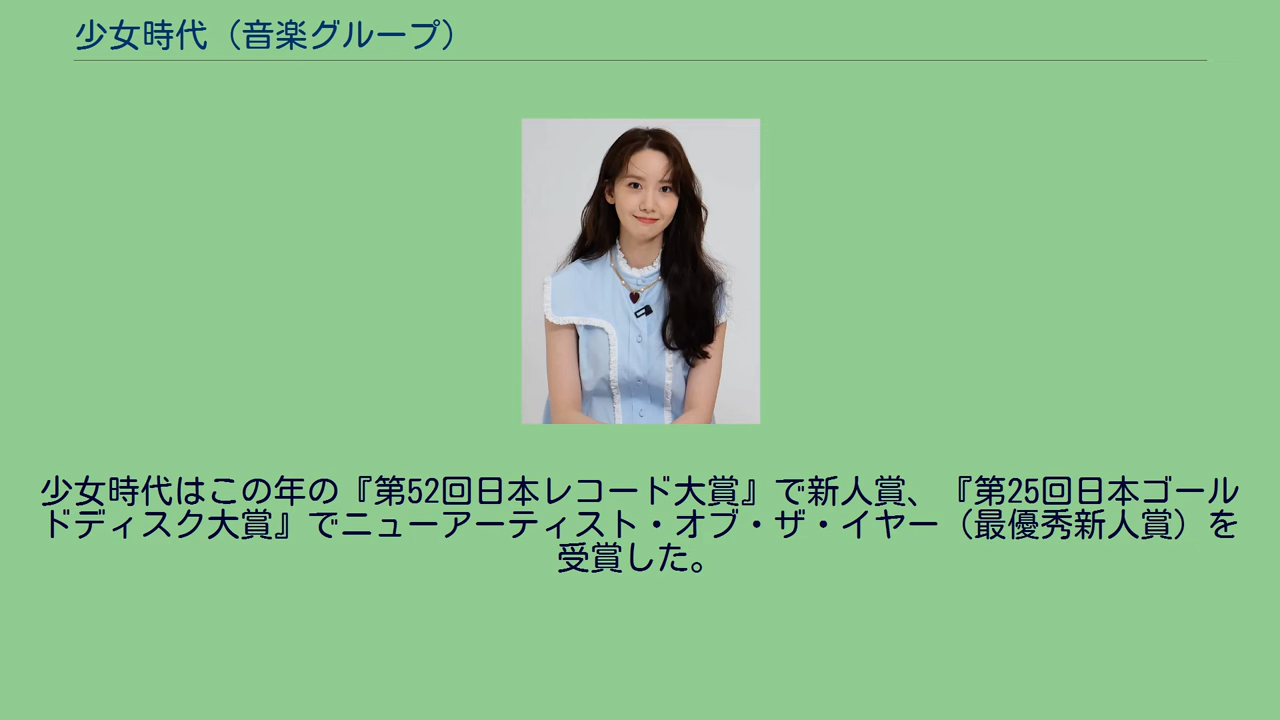 少女時代（音楽グループ）
少女時代はこの年の『第52回日本レコード大賞』で新人賞、『第25回日本ゴール
ドディスク大賞』でニューアーティスト・オブ・ザ・イヤー（最優秀新人賞）を
受賞した。